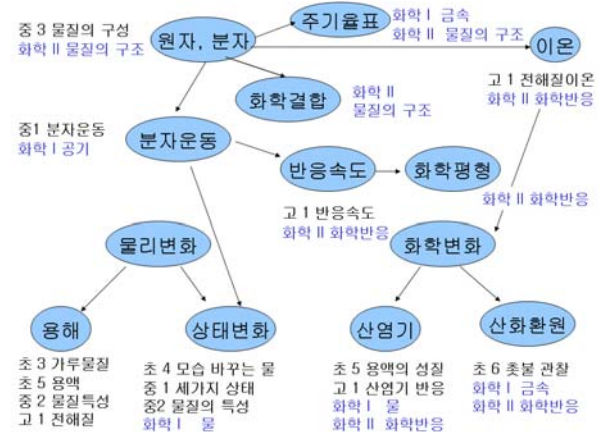 중 3 물질의 구성
화학 II 물질의 구조
원자, 분자
주기율표
화학 I 금속
화학 II 물질의 구조
이온
고 1 전해질이온
화학 II 화학반응
화학결합
화학 II
물질의 구조
중1 분자운동
화학 I 공기
분자운동
반응속도
화학평형
고 1 반응속도
화학 II 화학반응
화학 II 화학반응
물리변화
화학변화
용해
상태변화
산염기
산화환원
초 3 가루물질
초 5 용액
중 2 물질특성
고 1 전해질
초 4 모습 바꾸는 물
중 1 세가지 상태
중2 물질의 특성
화학 I 물
초 5 용액의 성질
고 1 산염기 반응
화학 I 물
화학 II 화학반응
초 6 촛불 관찰
화학 I 금속
화학 II 화학반응